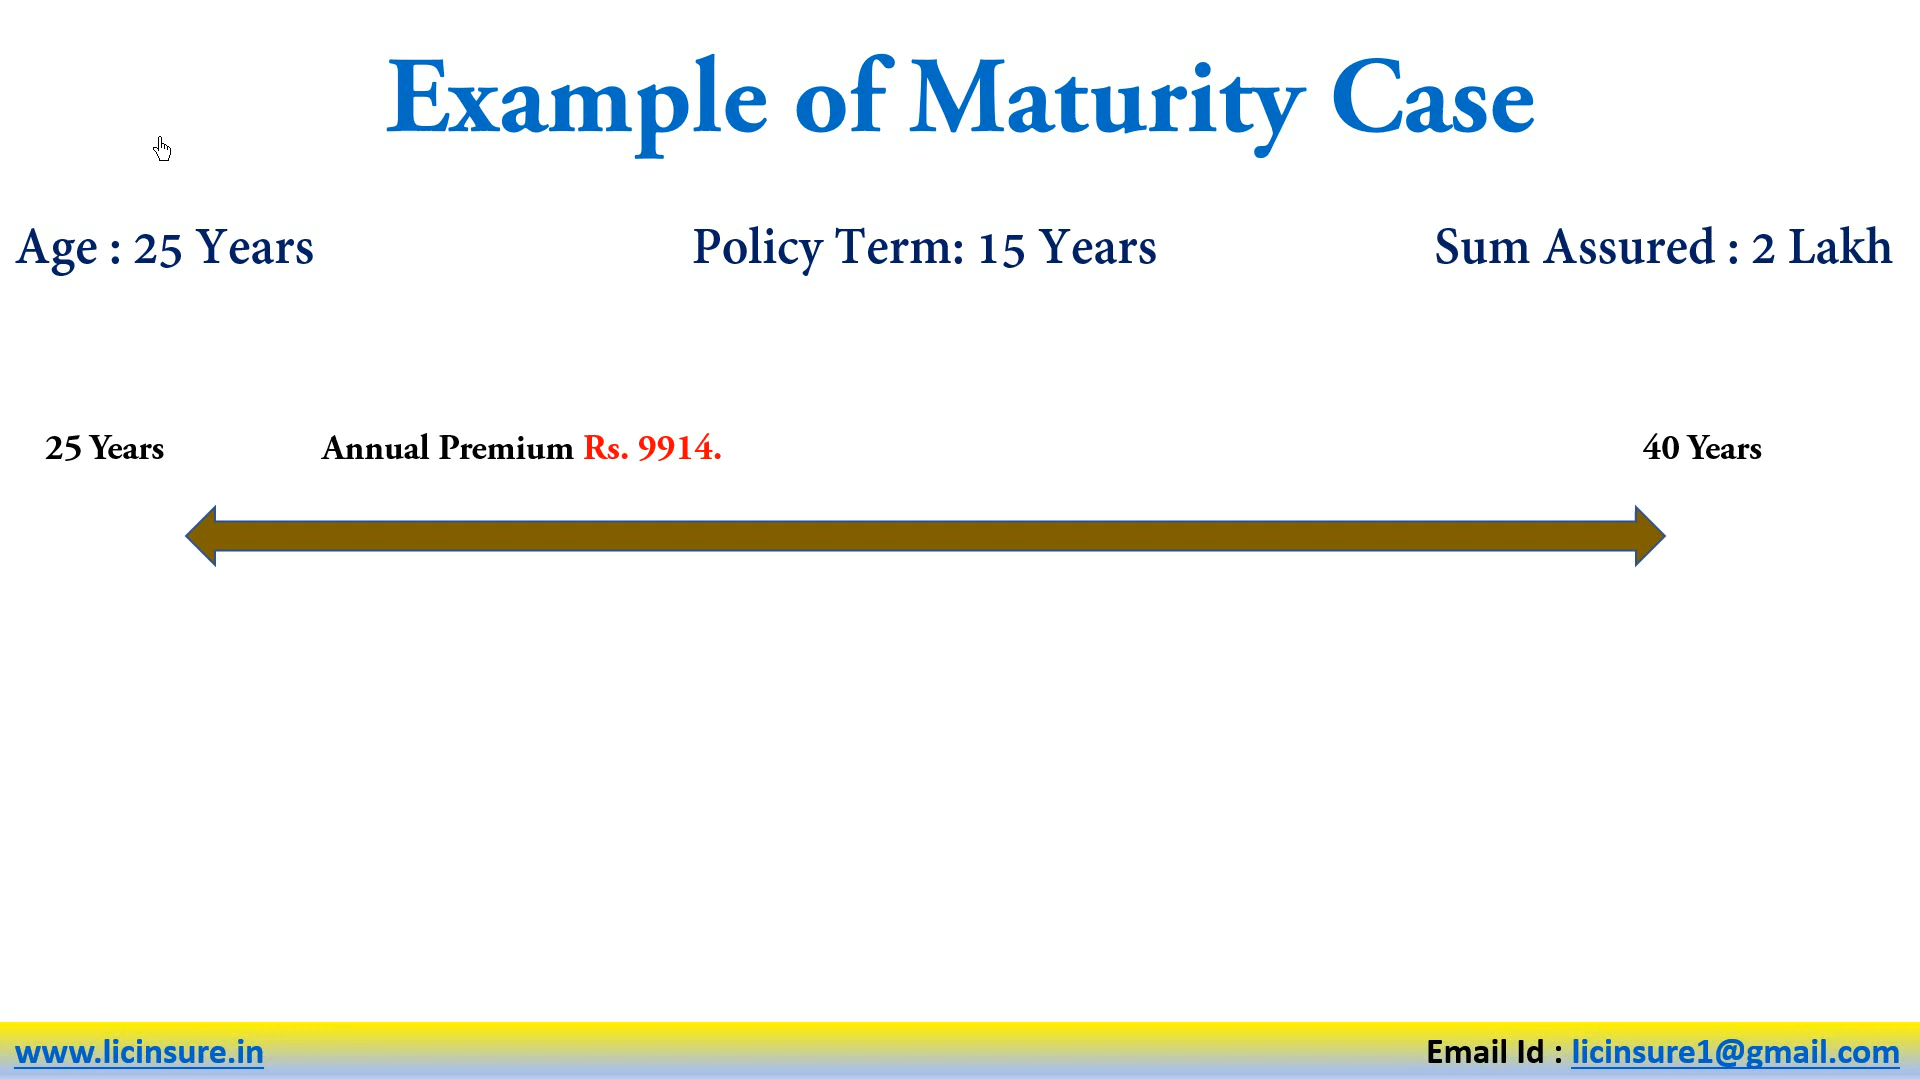 Example of Maturity Case
Age : 25 Years Policy Term: 15 Years Sum Assured : 2 Lakh
25 Years Annual Premium Rs. 9914. 40 Years
www.licinsure.in Email Id : licinsure1@gmail.com